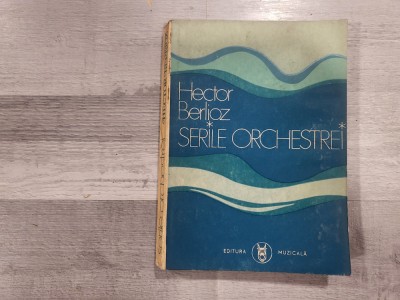 Hector
Berlioz
SERILE ORCHESTREI
EDITURA MUZICALĂ